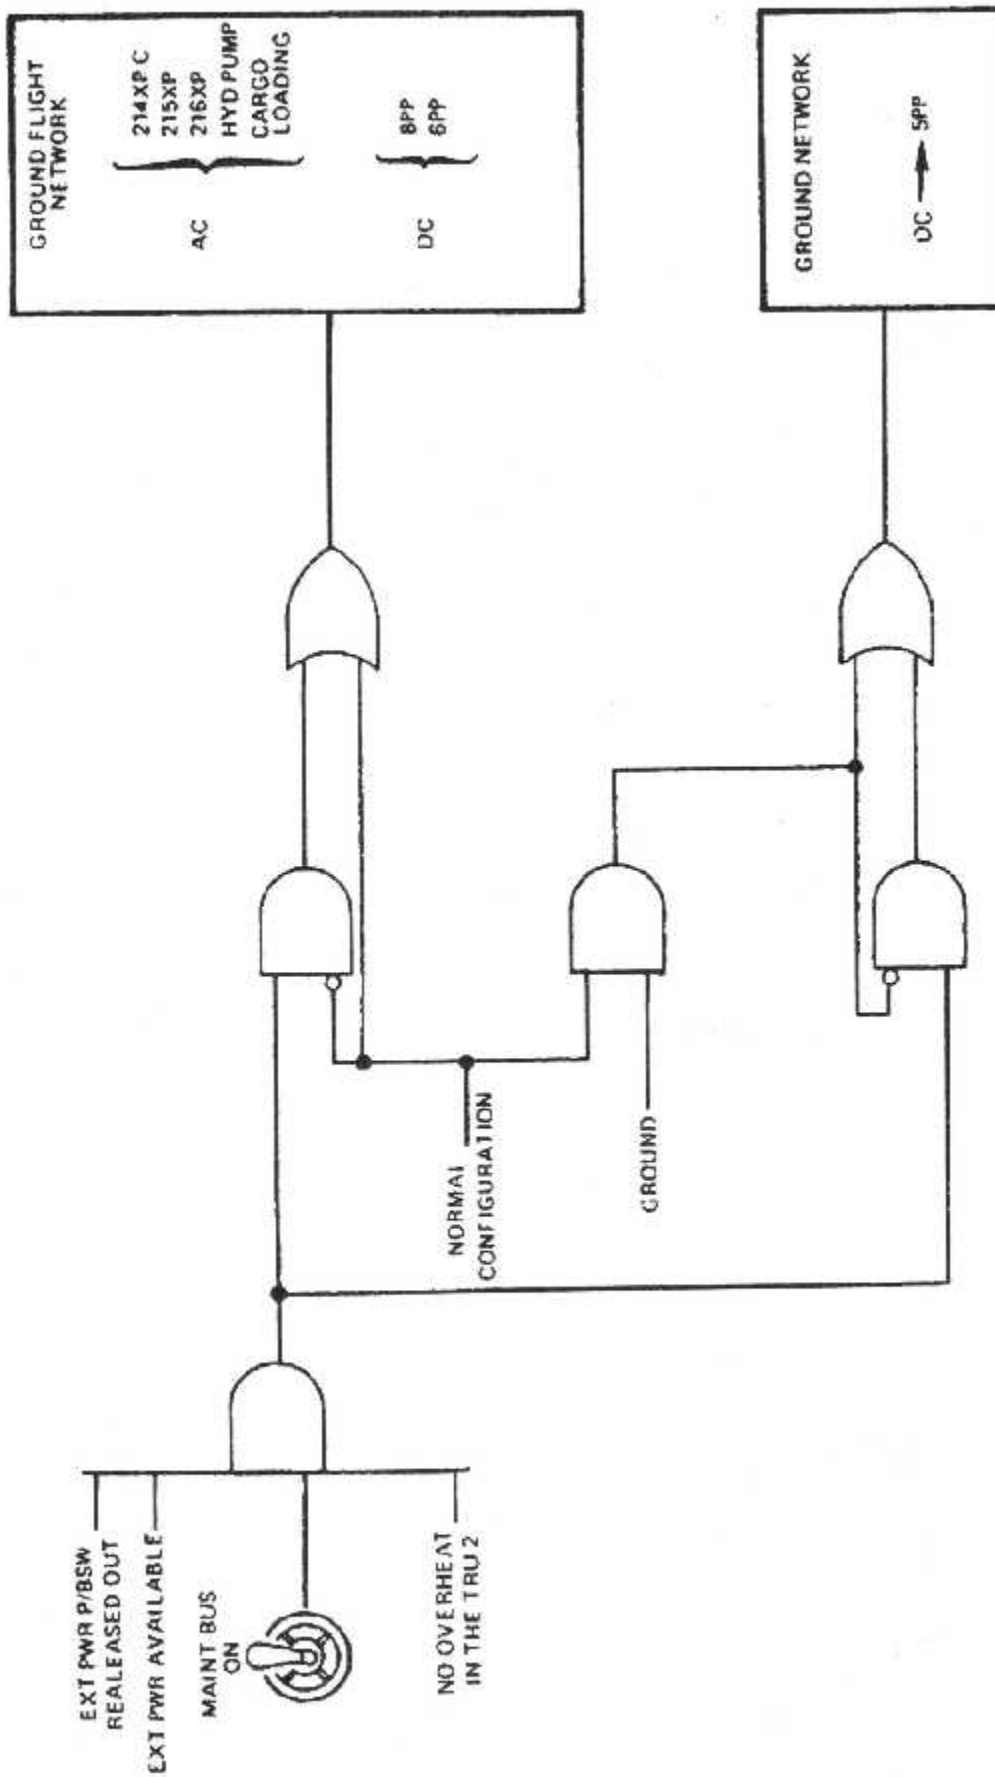 EXT PWR P/BSW
REALEASED OUT
EXT PWR AVAILABLE
MAINT BUS
ON
NO OVERHEAT
IN THE TRU 2
NORMAL
CONFIGURATION
GROUND
GROUND FLIGHT
NETWORK
AC
214XP C
215XP
216XP
HYD PUMP
CARGO
LOADING
DC
8PP
6PP
GROUND NETWORK
DC → 5PP